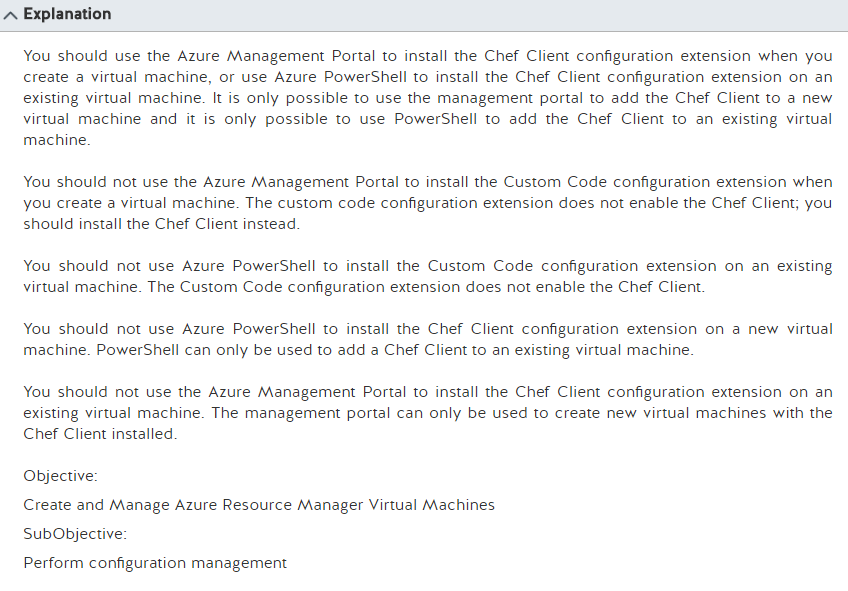 Explanation
You should use the Azure Management Portal to install the Chef Client configuration extension when you
create a virtual machine, or use Azure PowerShell to install the Chef Client configuration extension on an
existing virtual machine. It is only possible to use the management portal to add the Chef Client to a new
virtual machine and it is only possible to use PowerShell to add the Chef Client to an existing virtual
machine.
You should not use the Azure Management Portal to install the Custom Code configuration extension when
you create a virtual machine. The custom code configuration extension does not enable the Chef Client; you
should install the Chef Client instead.
You should not use Azure PowerShell to install the Custom Code configuration extension on an existing
virtual machine. The Custom Code configuration extension does not enable the Chef Client.
You should not use Azure PowerShell to install the Chef Client configuration extension on a new virtual
machine. PowerShell can only be used to add a Chef Client to an existing virtual machine.
You should not use the Azure Management Portal to install the Chef Client configuration extension on an
existing virtual machine. The management portal can only be used to create new virtual machines with the
Chef Client installed.
Objective:
Create and Manage Azure Resource Manager Virtual Machines
SubObjective:
Perform configuration management